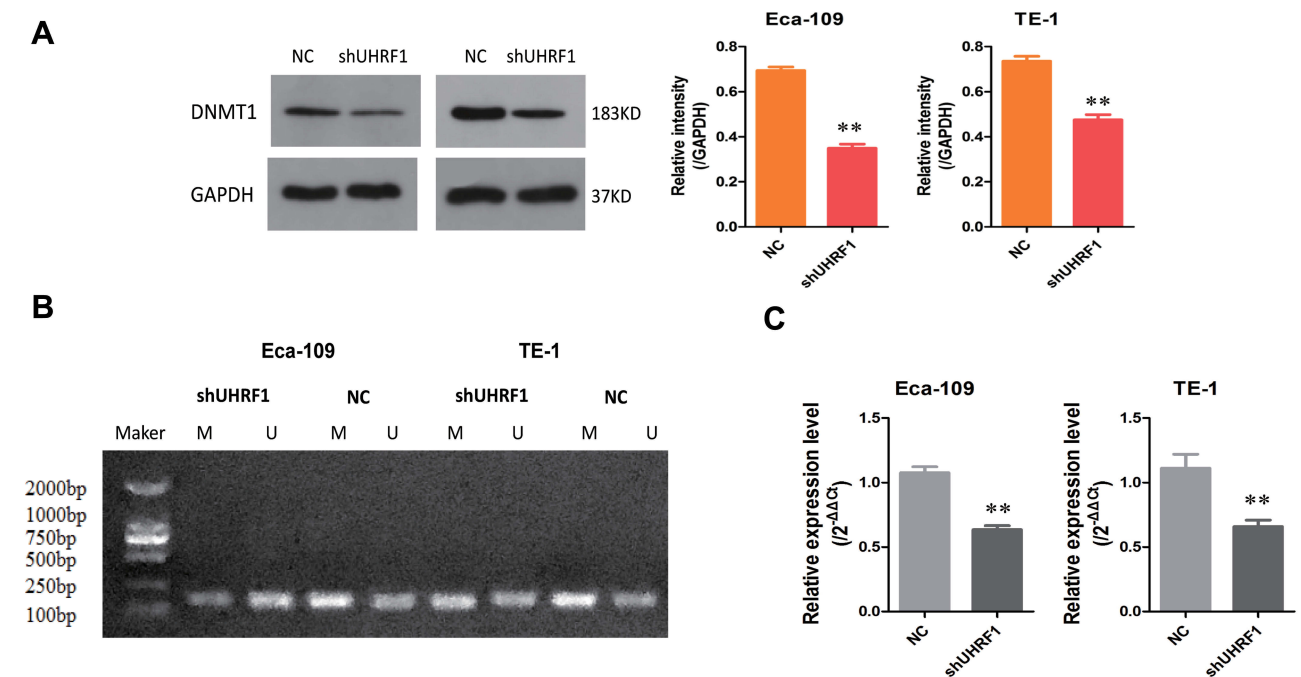 A
NC shUHRF1 NC shUHRF1
DNMT1 183KD
GAPDH 37KD
Eca-109
Relative intensity
(/GAPDH)
0.8
0.6
0.4
0.2
0.0
**
NC
shUHRF1
TE-1
Relative intensity
(/GAPDH)
0.8
0.6
0.4
0.2
0.0
**
NC
shUHRF1
B
Eca-109 TE-1
shUHRF1 NC shUHRF1 NC
Maker M U M U M U M U
2000bp
1000bp
750bp
500bp
250bp
100bp
C
Eca-109
Relative expression level
(/2-ΔΔCt)
1.5
1.0
0.5
0.0
**
NC
shUHRF1
TE-1
Relative expression level
(/2-ΔΔCt)
1.5
1.0
0.5
0.0
**
NC
shUHRF1